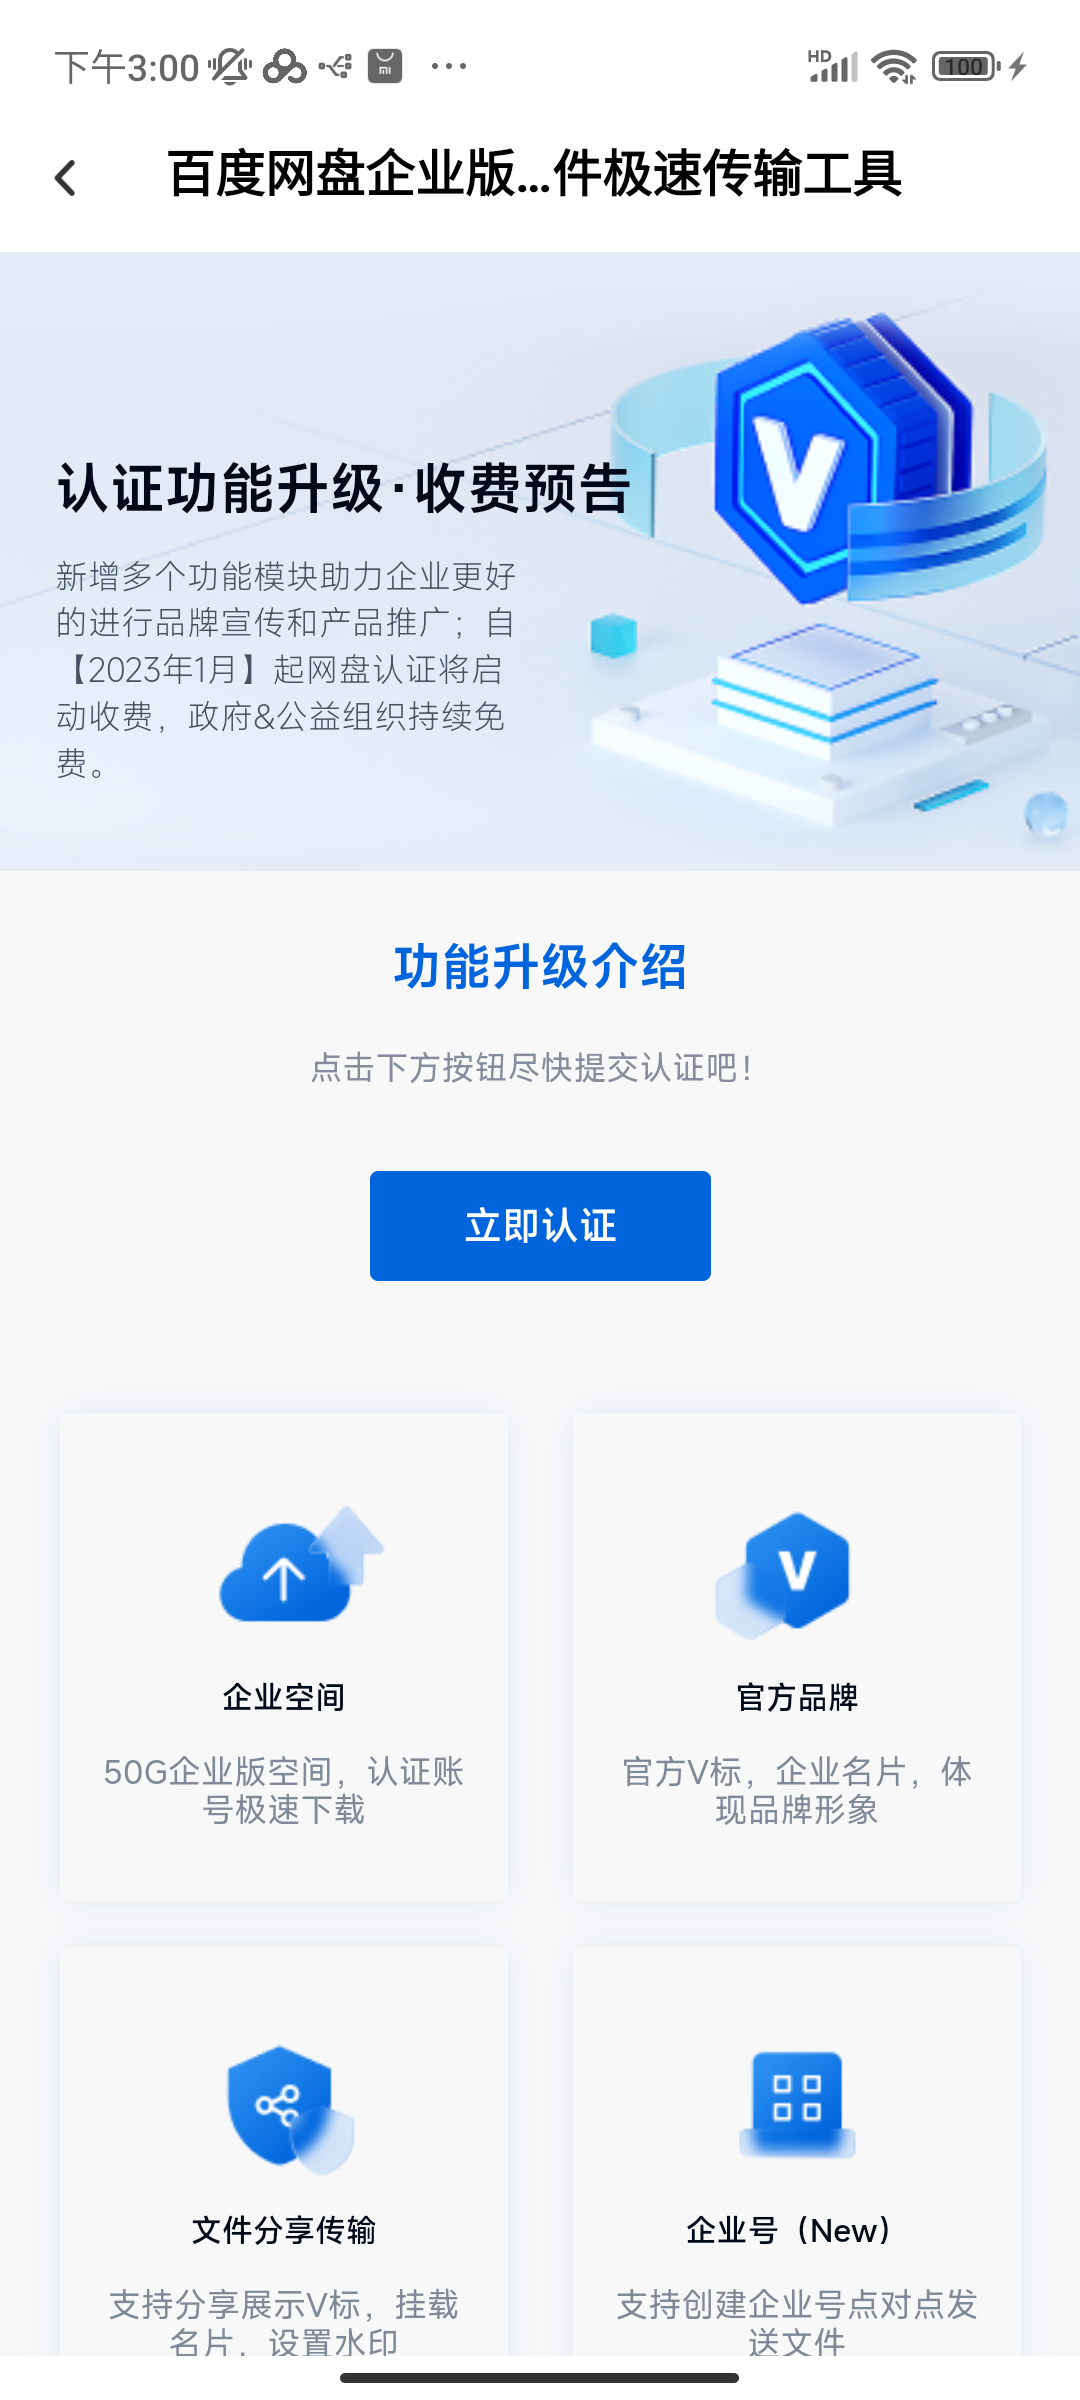 下午3:00
HD
100
百度网盘企业版...件极速传输工具
认证功能升级·收费预告
新增多个功能模块助力企业更好
的进行品牌宣传和产品推广；自
【2023年1月】起网盘认证将启
动收费，政府&公益组织持续免
费。
功能升级介绍
点击下方按钮尽快提交认证吧！
立即认证
企业空间
50G企业版空间，认证账
号极速下载
官方品牌
官方V标，企业名片，体
现品牌形象
文件分享传输
支持分享展示V标，挂载
名片，设置水印
企业号（New）
支持创建企业号点对点发
送文件